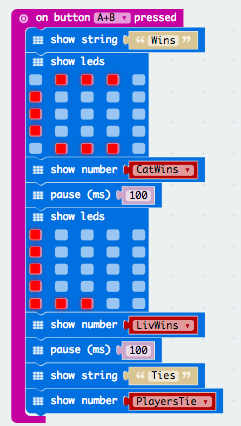 on button A+B pressed
show string “ Wins ”
show leds
show number CatWins
pause (ms) 100
show leds
show number LivWins
pause (ms) 100
show string “ Ties ”
show number PlayersTie